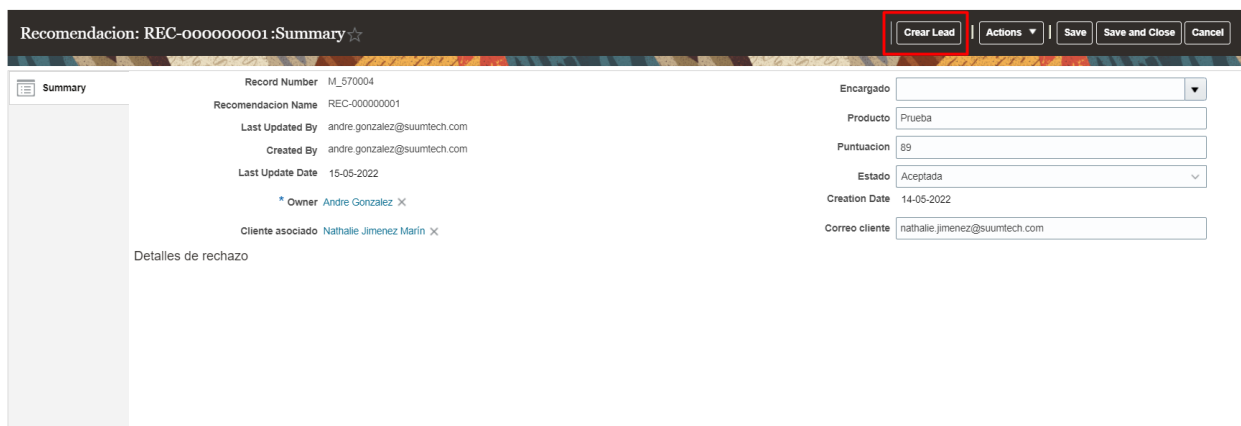 Recomendacion: REC-000000001 :Summary
Crear Lead
Actions
Save
Save and Close
Cancel
Summary
Record Number M_570004
Recomendacion Name REC-000000001
Last Updated By andre.gonzalez@suumtech.com
Created By andre.gonzalez@suumtech.com
Last Update Date 15-05-2022
* Owner Andre Gonzalez
Cliente asociado Nathalie Jimenez Marín
Detalles de rechazo
Encargado
Producto Prueba
Puntuacion 89
Estado Aceptada
Creation Date 14-05-2022
Correo cliente nathalie.jimenez@suumtech.com